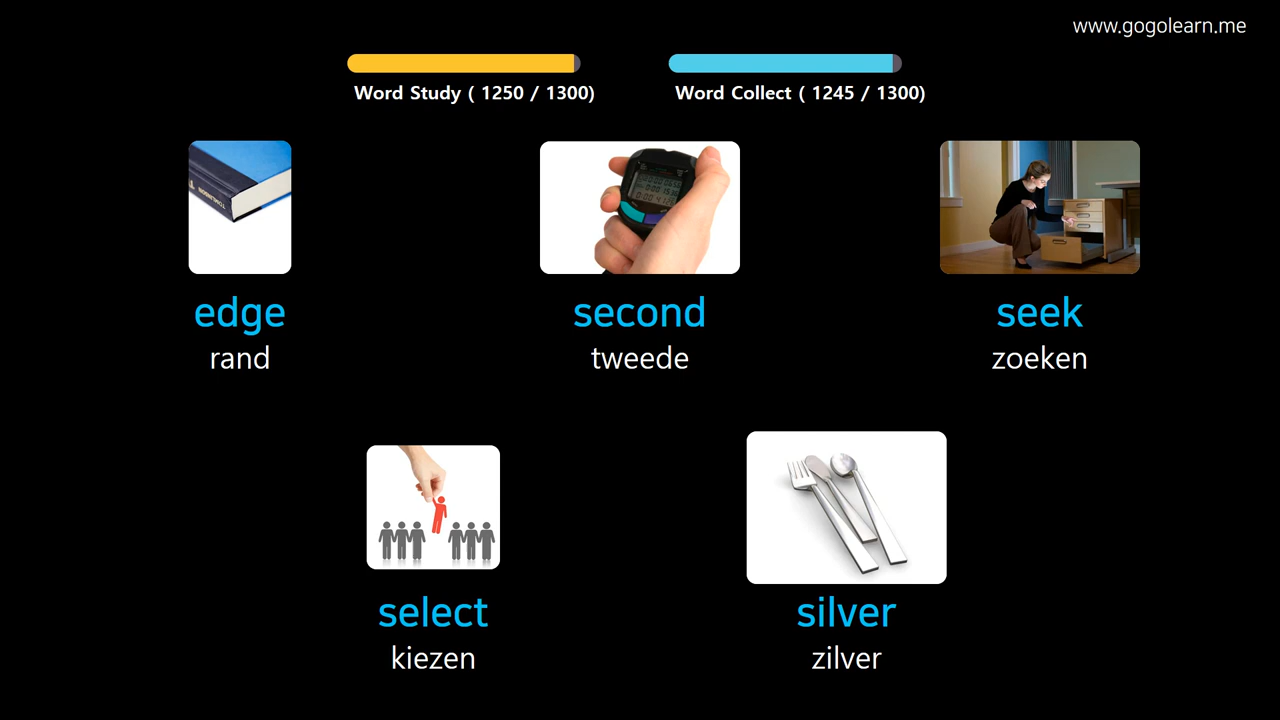 www.gogolearn.me
Word Study ( 1250 / 1300)
Word Collect ( 1245 / 1300)
edge
rand
second
tweede
seek
zoeken
select
kiezen
silver
zilver